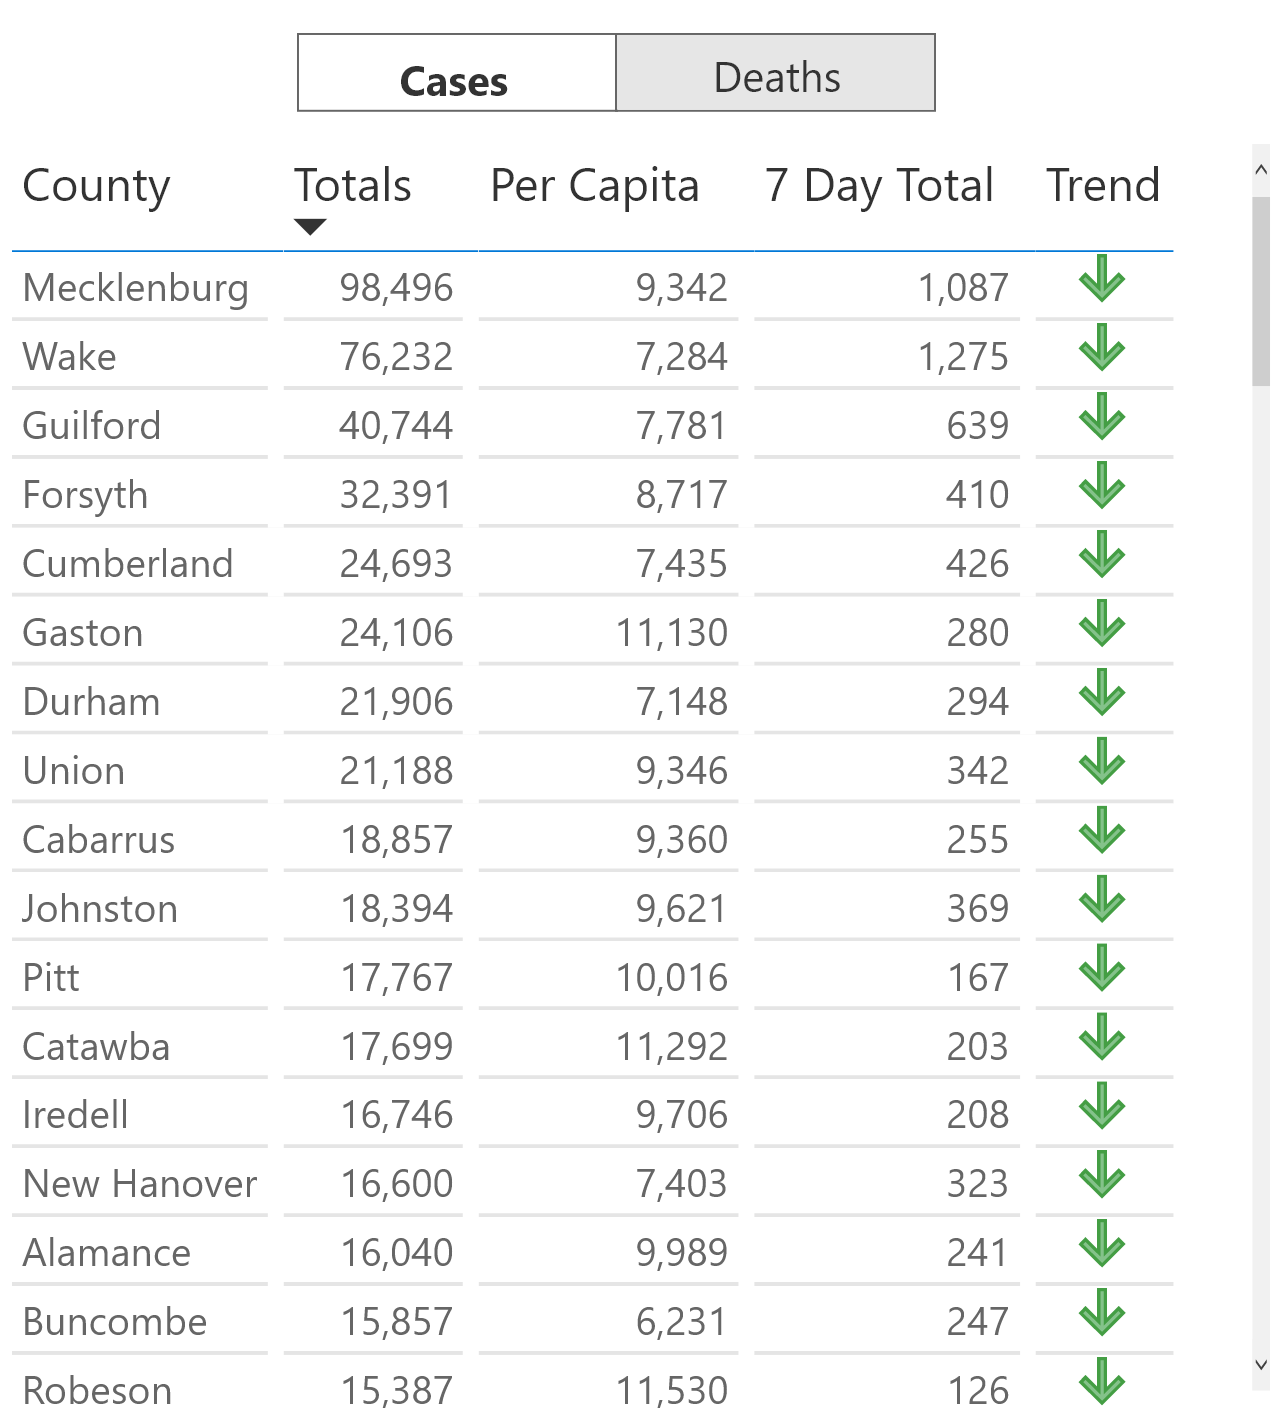 Cases Deaths
County Totals Per Capita 7 Day Total Trend
Mecklenburg 98,496 9,342 1,087
Wake 76,232 7,284 1,275
Guilford 40,744 7,781 639
Forsyth 32,391 8,717 410
Cumberland 24,693 7,435 426
Gaston 24,106 11,130 280
Durham 21,906 7,148 294
Union 21,188 9,346 342
Cabarrus 18,857 9,360 255
Johnston 18,394 9,621 369
Pitt 17,767 10,016 167
Catawba 17,699 11,292 203
Iredell 16,746 9,706 208
New Hanover 16,600 7,403 323
Alamance 16,040 9,989 241
Buncombe 15,857 6,231 247
Robeson 15,387 11,530 126